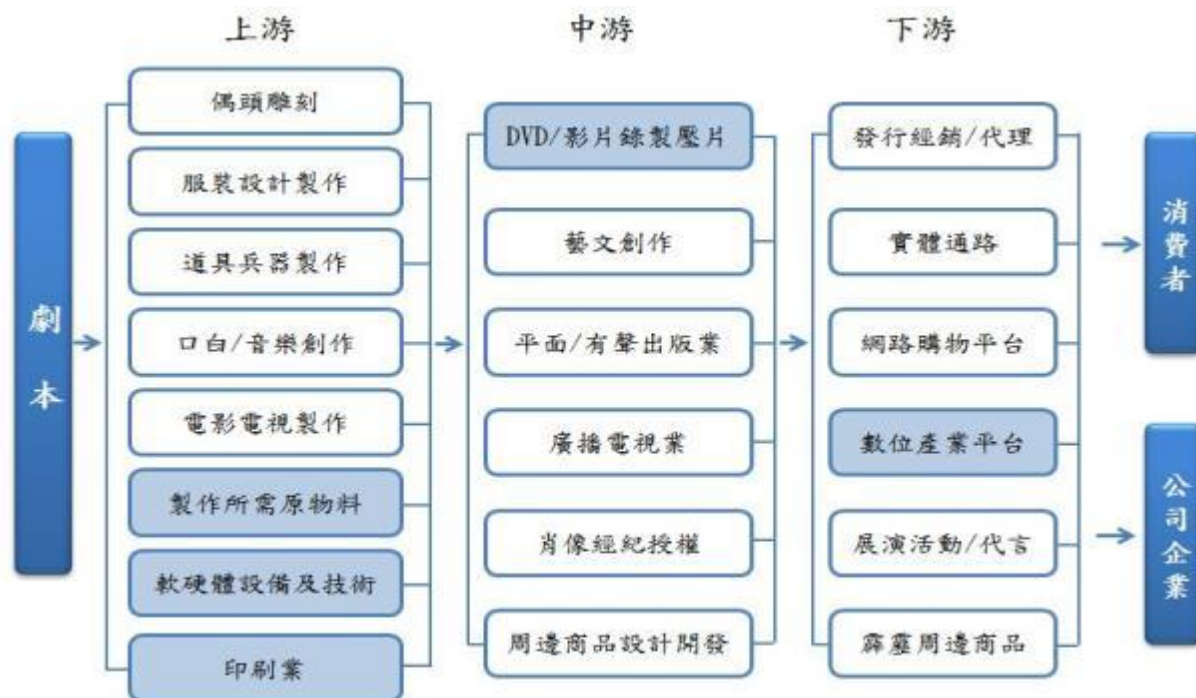 上游
中游
下游
劇本
偶頭雕刻
服裝設計製作
道具兵器製作
口白/音樂創作
電影電視製作
製作所需原物料
軟硬體設備及技術
印刷業
DVD/影片錄製壓片
藝文創作
平面/有聲出版業
廣播電視業
肖像經紀授權
周邊商品設計開發
發行經銷/代理
實體通路
網路購物平台
數位產業平台
展演活動/代言
霹靂周邊商品
消費者
公司企業